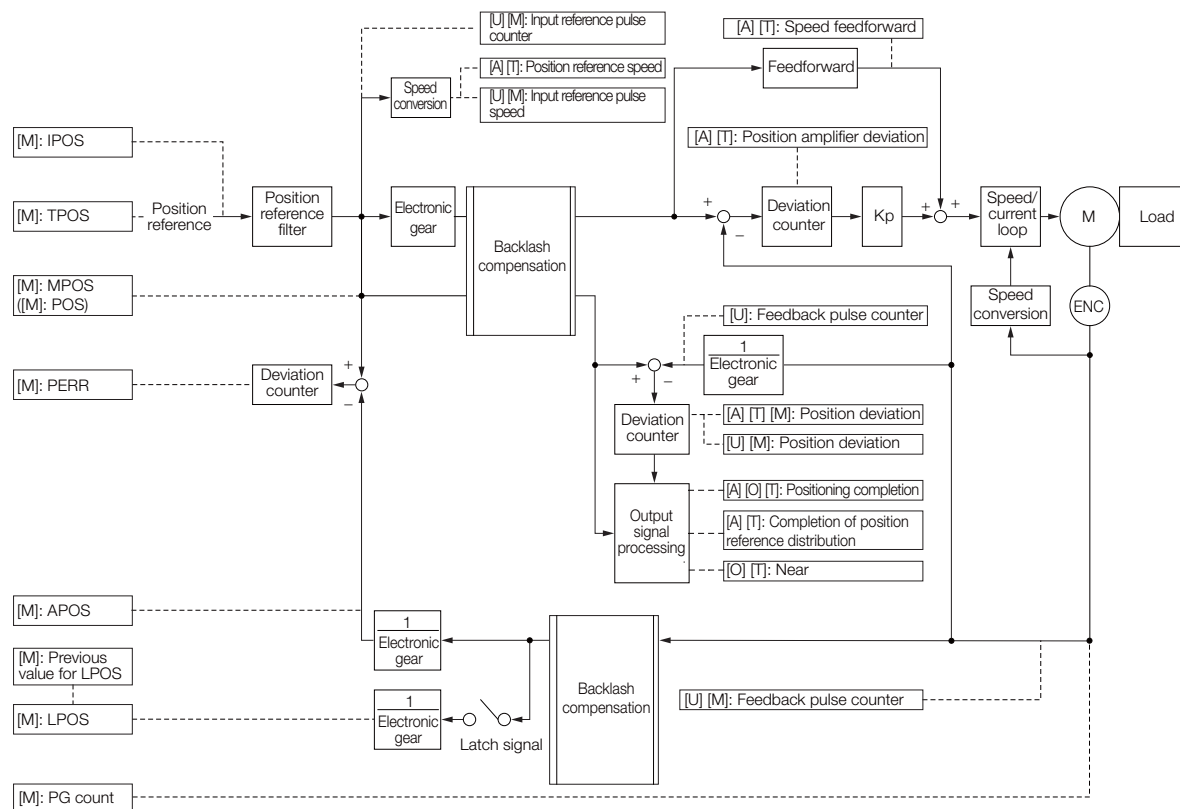 [U] [M]: Input reference pulse
counter
[A] [T]: Speed feedforward
[A] [T]: Position reference speed
Speed
conversion
[U] [M]: Input reference pulse
speed
Feedforward
[M]: IPOS
[A] [T]: Position amplifier deviation
[M]: TPOS
Position
reference
Position
reference
filter
Electronic
gear
Backlash
compensation
+
−
Deviation
counter
Kp
+
+
Speed/
current
loop
M
Load
[M]: MPOS
([M]: POS)
[U]: Feedback pulse counter
Speed
conversion
ENC
1
Electronic
gear
+
−
[M]: PERR
Deviation
counter
+
−
Deviation
counter
[A] [T] [M]: Position deviation
[U] [M]: Position deviation
Output
signal
processing
[A] [O] [T]: Positioning completion
[A] [T]: Completion of position
reference distribution
[O] [T]: Near
[M]: APOS
1
Electronic
gear
Backlash
compensation
[M]: Previous
value for LPOS
[M]: LPOS
1
Electronic
gear
Latch signal
[U] [M]: Feedback pulse counter
[M]: PG count